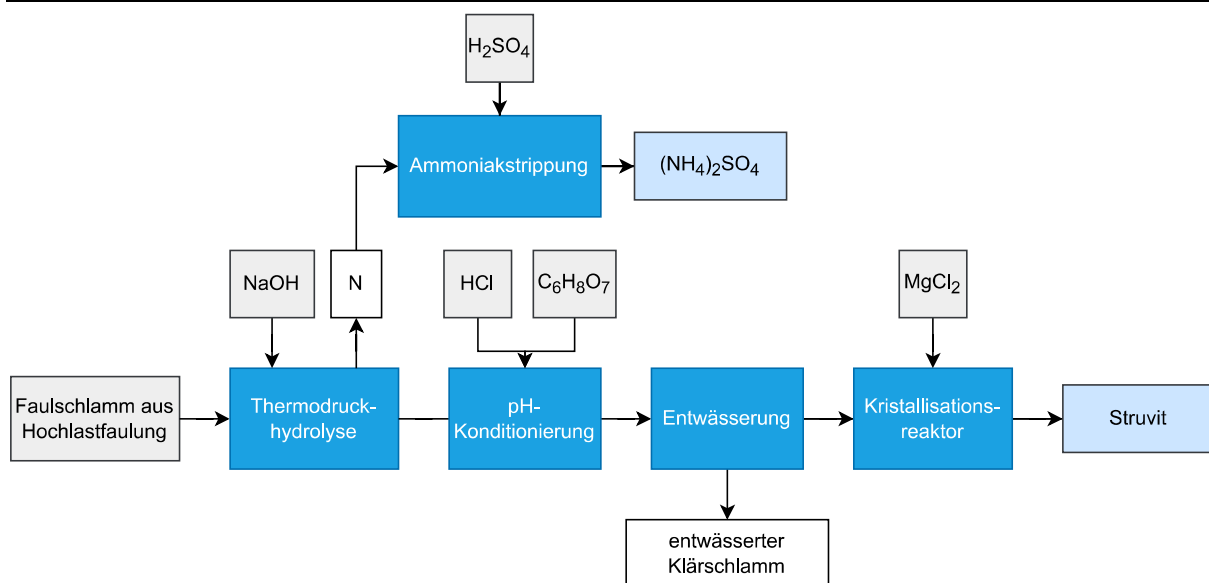 H₂SO₄
Ammoniakstrippung
(NH₄)₂SO₄
NaOH
N
HCl
C₆H₈O₇
MgCl₂
Faulschlamm aus
Hochlastfaulung
Thermodruck-
hydrolyse
pH-
Konditionierung
Entwässerung
Kristallisations-
reaktor
Struvit
entwässerter
Klärschlamm